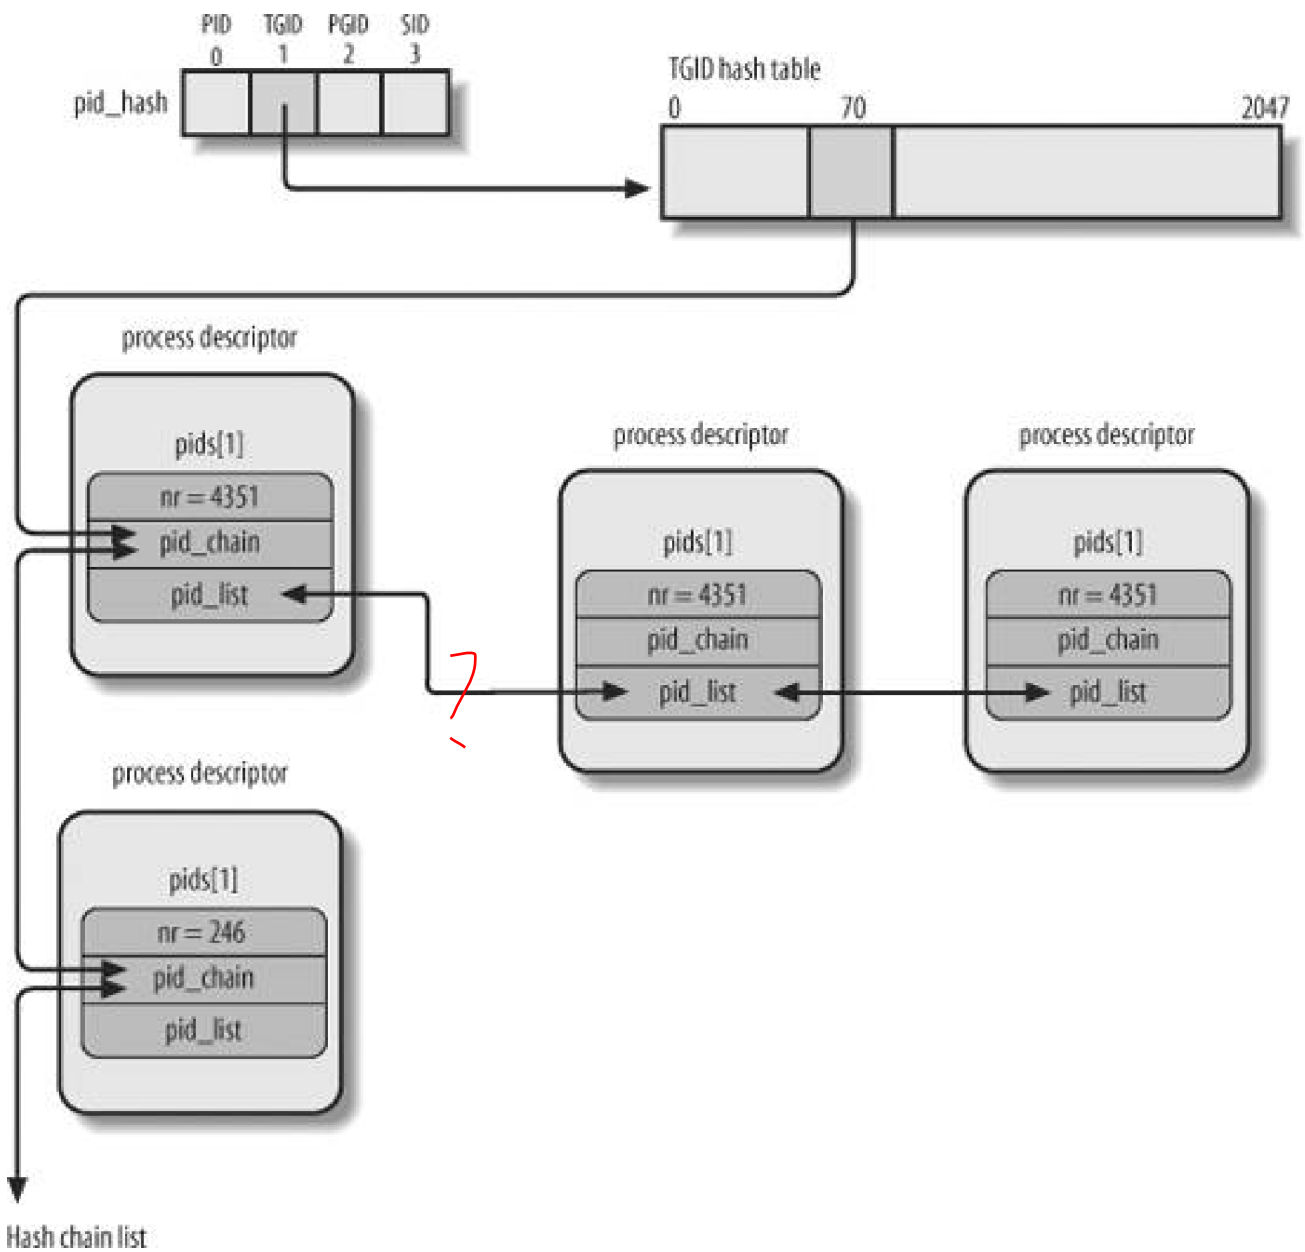 PID TGID PGID SID
0 1 2 3
pid_hash
TGID hash table
0 70 2047
process descriptor
pids[1]
nr = 4351
pid_chain
pid_list
process descriptor
pids[1]
nr = 4351
pid_chain
pid_list
process descriptor
pids[1]
nr = 4351
pid_chain
pid_list
?
process descriptor
pids[1]
nr = 246
pid_chain
pid_list
Hash chain list